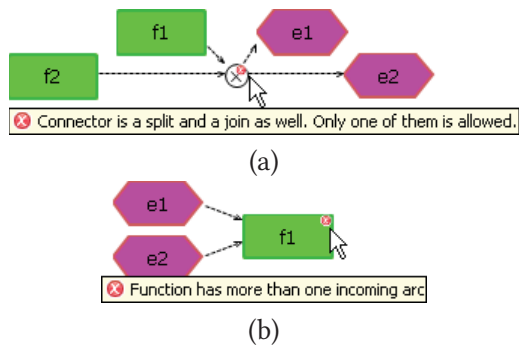 f1
e1
f2
e2
Connector is a split and a join as well. Only one of them is allowed.
(a)
e1
f1
e2
Function has more than one incoming arc
(b)